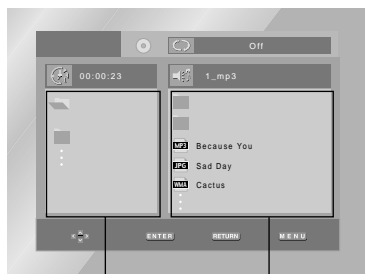 Off
00:00:23
1_mp3
MP3 Because You
JPG Sad Day
WMA Cactus
ENTER RETURN MENU